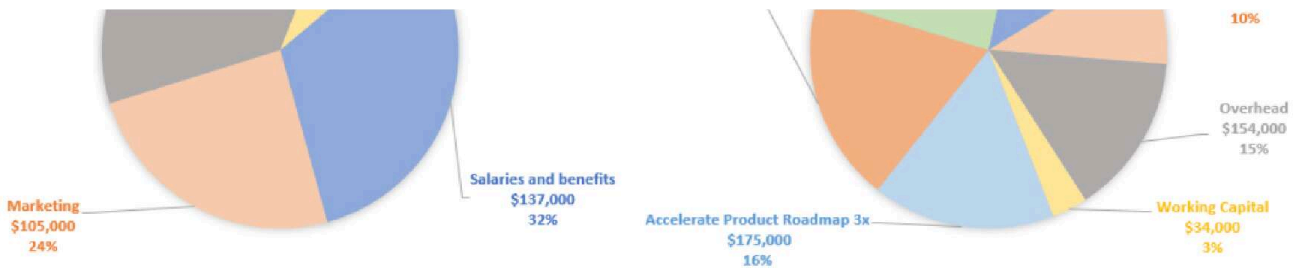 10%
Overhead
$154,000
15%
Salaries and benefits
$137,000
32%
Marketing
$105,000
24%
Working Capital
$34,000
3%
Accelerate Product Roadmap 3x
$175,000
16%